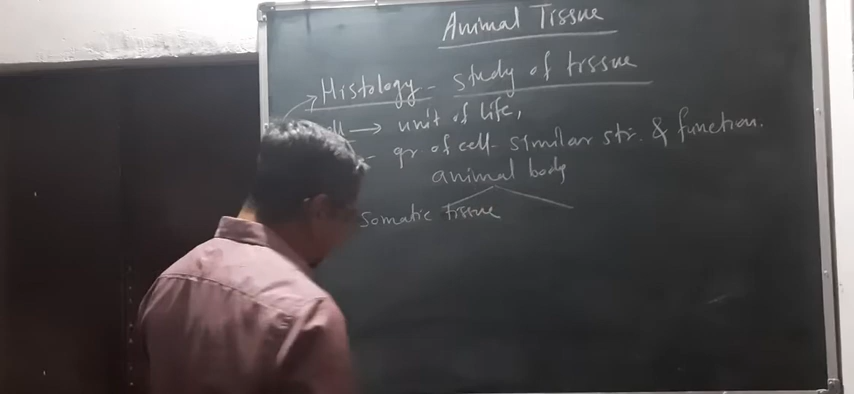 Animal Tissue
Histology - study of tissue
→ unit of life,
- gr of cell - similar str. & function.
animal body
Somatic tissue